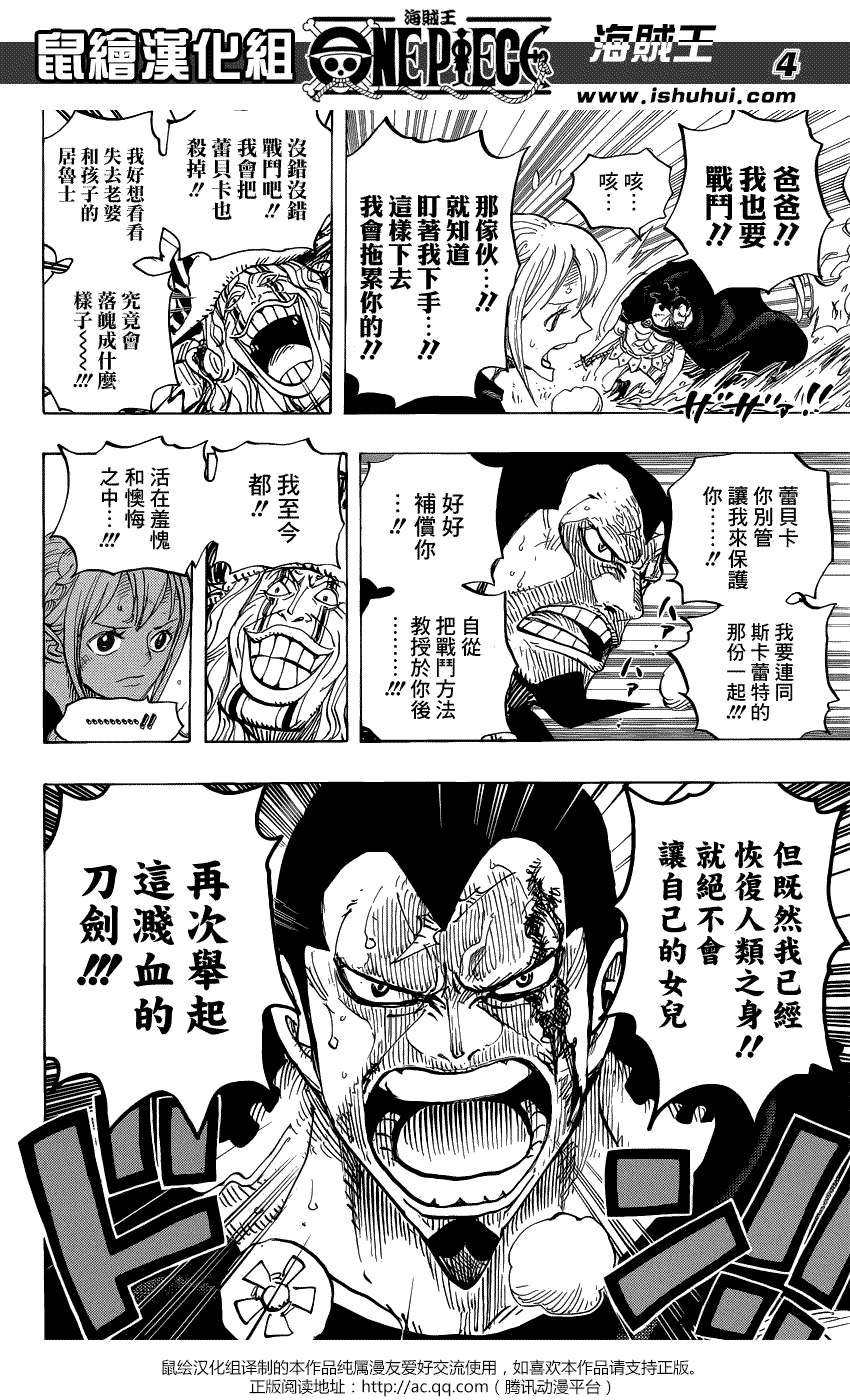 鼠繪漢化組
海賊王
ONE PIECE
海賊王
4
www.ishuhui.com
爸爸!!
我也要
戰鬥!!
咳…
咳…
那傢伙…!!
就知道
盯著我下手…!!
這樣下去
我會拖累你的!!
ザザザァ!!
沒錯沒錯
戰鬥吧!!
我會把
蕾貝卡也
殺掉!!
我好想看看
失去老婆
和孩子的
居魯士
究竟會
落魄成什麼
樣子~~~!!!
蕾貝卡
你別管
讓我來保護
你……!!
我要連同
斯卡蕾特的
那份一起!!!
ハァ
ハァ
好好
補償你
…!!
自從
把戰鬥方法
教授於你後
………!!!
我至今
都!!
活在羞愧
和懊悔
之中…!!!
…………!!
但既然我已經
恢復人類之身!!
就絕不會
讓自己的女兒
再次舉起
這濺血的
刀劍!!!
ドン!!
鼠绘汉化组译制的本作品纯属漫友爱好交流使用，如喜欢本作品请支持正版。
正版阅读地址：http://ac.qq.com（腾讯动漫平台）